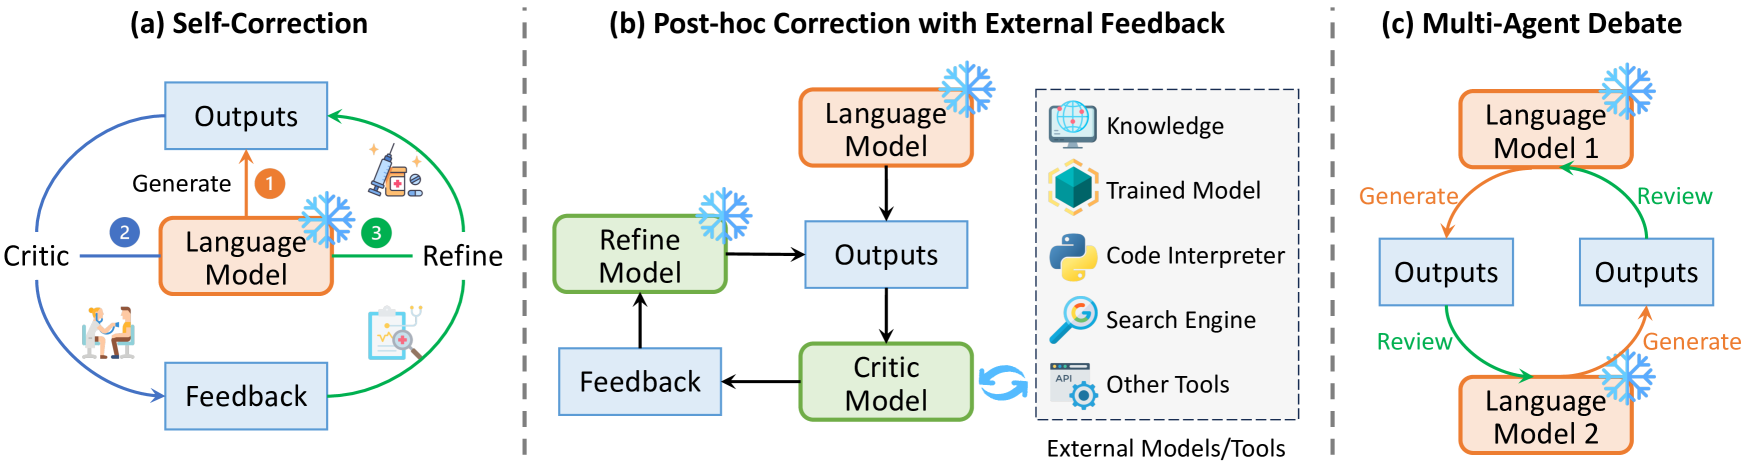 (a) Self-Correction
Outputs
Generate
1
2
Language
Model
3
Critic
Refine
Feedback
(b) Post-hoc Correction with External Feedback
Language
Model
Refine
Model
Outputs
Feedback
Critic
Model
Knowledge
Trained Model
Code Interpreter
G
Search Engine
API
Other Tools
External Models/Tools
(c) Multi-Agent Debate
Language
Model 1
Generate
Review
Outputs
Outputs
Review
Generate
Language
Model 2